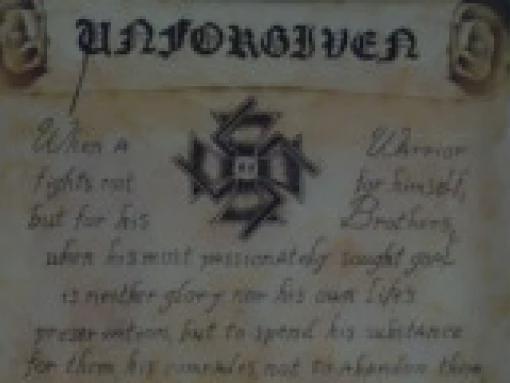 UNFORGIVEN
When A Warrior
fights not for himself,
but for his Brothers,
when his most passionately sought goal
is neither glory nor his own life's
preservation, but to spend his substance
for them his comrades, not to abandon them